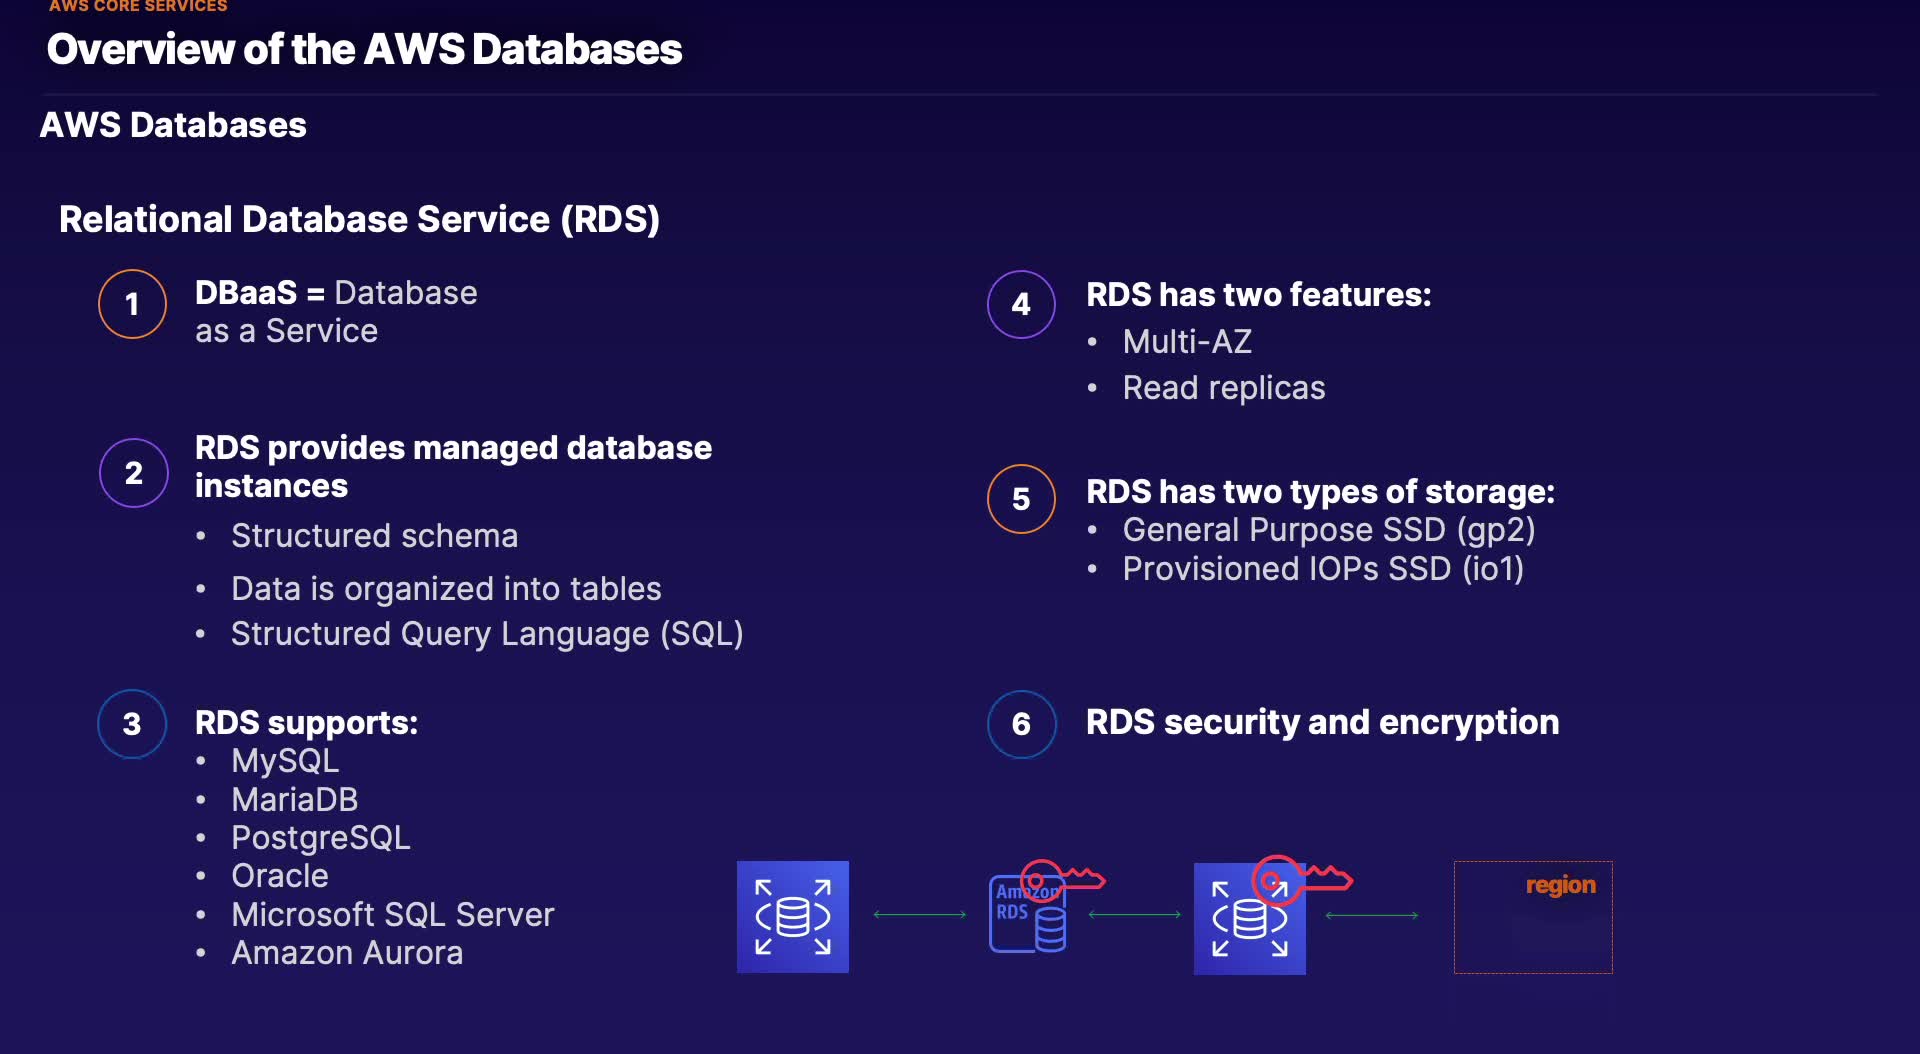 AWS CORE SERVICES
Overview of the AWS Databases
AWS Databases
Relational Database Service (RDS)
1
DBaaS = Database
as a Service
2
RDS provides managed database
instances
• Structured schema
• Data is organized into tables
• Structured Query Language (SQL)
3
RDS supports:
• MySQL
• MariaDB
• PostgreSQL
• Oracle
• Microsoft SQL Server
• Amazon Aurora
4
RDS has two features:
• Multi-AZ
• Read replicas
5
RDS has two types of storage:
• General Purpose SSD (gp2)
• Provisioned IOPs SSD (io1)
6
RDS security and encryption
Amazon
RDS
region